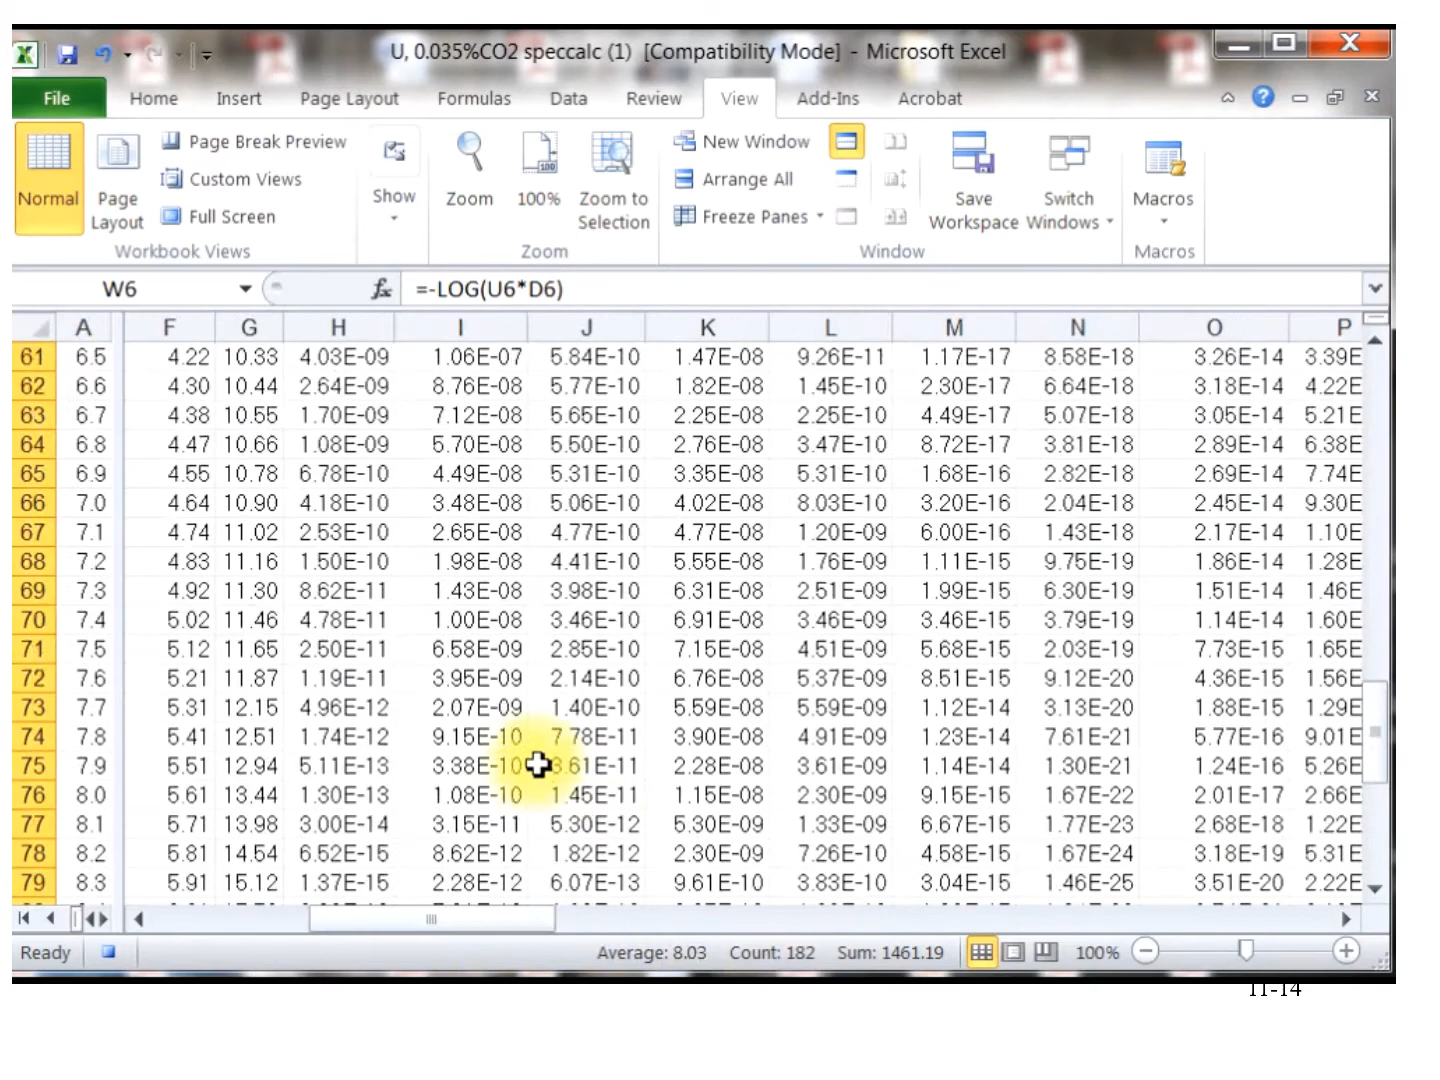 U, 0.035%CO2 speccalc (1) [Compatibility Mode] - Microsoft Excel
File Home Insert Page Layout Formulas Data Review View Add-Ins Acrobat
Normal
Page Layout
Page Break Preview
Custom Views
Full Screen
Workbook Views
Show
Zoom
100%
Zoom to Selection
Zoom
New Window
Arrange All
Freeze Panes
Save Workspace
Switch Windows
Window
Macros
Macros
W6 fx =-LOG(U6*D6)
A F G H I J K L M N O P
61 6.5 4.22 10.33 4.03E-09 1.06E-07 5.84E-10 1.47E-08 9.26E-11 1.17E-17 8.58E-18 3.26E-14 3.39E
62 6.6 4.30 10.44 2.64E-09 8.76E-08 5.77E-10 1.82E-08 1.45E-10 2.30E-17 6.64E-18 3.18E-14 4.22E
63 6.7 4.38 10.55 1.70E-09 7.12E-08 5.65E-10 2.25E-08 2.25E-10 4.49E-17 5.07E-18 3.05E-14 5.21E
64 6.8 4.47 10.66 1.08E-09 5.70E-08 5.50E-10 2.76E-08 3.47E-10 8.72E-17 3.81E-18 2.89E-14 6.38E
65 6.9 4.55 10.78 6.78E-10 4.49E-08 5.31E-10 3.35E-08 5.31E-10 1.68E-16 2.82E-18 2.69E-14 7.74E
66 7.0 4.64 10.90 4.18E-10 3.48E-08 5.06E-10 4.02E-08 8.03E-10 3.20E-16 2.04E-18 2.45E-14 9.30E
67 7.1 4.74 11.02 2.53E-10 2.65E-08 4.77E-10 4.77E-08 1.20E-09 6.00E-16 1.43E-18 2.17E-14 1.10E
68 7.2 4.83 11.16 1.50E-10 1.98E-08 4.41E-10 5.55E-08 1.76E-09 1.11E-15 9.75E-19 1.86E-14 1.28E
69 7.3 4.92 11.30 8.62E-11 1.43E-08 3.98E-10 6.31E-08 2.51E-09 1.99E-15 6.30E-19 1.51E-14 1.46E
70 7.4 5.02 11.46 4.78E-11 1.00E-08 3.46E-10 6.91E-08 3.46E-09 3.46E-15 3.79E-19 1.14E-14 1.60E
71 7.5 5.12 11.65 2.50E-11 6.58E-09 2.85E-10 7.15E-08 4.51E-09 5.68E-15 2.03E-19 7.73E-15 1.65E
72 7.6 5.21 11.87 1.19E-11 3.95E-09 2.14E-10 6.76E-08 5.37E-09 8.51E-15 9.12E-20 4.36E-15 1.56E
73 7.7 5.31 12.15 4.96E-12 2.07E-09 1.40E-10 5.59E-08 5.59E-09 1.12E-14 3.13E-20 1.88E-15 1.29E
74 7.8 5.41 12.51 1.74E-12 9.15E-10 7.78E-11 3.90E-08 4.91E-09 1.23E-14 7.61E-21 5.77E-16 9.01E
75 7.9 5.51 12.94 5.11E-13 3.38E-10 3.61E-11 2.28E-08 3.61E-09 1.14E-14 1.30E-21 1.24E-16 5.26E
76 8.0 5.61 13.44 1.30E-13 1.08E-10 1.45E-11 1.15E-08 2.30E-09 9.15E-15 1.67E-22 2.01E-17 2.66E
77 8.1 5.71 13.98 3.00E-14 3.15E-11 5.30E-12 5.30E-09 1.33E-09 6.67E-15 1.77E-23 2.68E-18 1.22E
78 8.2 5.81 14.54 6.52E-15 8.62E-12 1.82E-12 2.30E-09 7.26E-10 4.58E-15 1.67E-24 3.18E-19 5.31E
79 8.3 5.91 15.12 1.37E-15 2.28E-12 6.07E-13 9.61E-10 3.83E-10 3.04E-15 1.46E-25 3.51E-20 2.22E
Ready Average: 8.03 Count: 182 Sum: 1461.19 100%
11-14